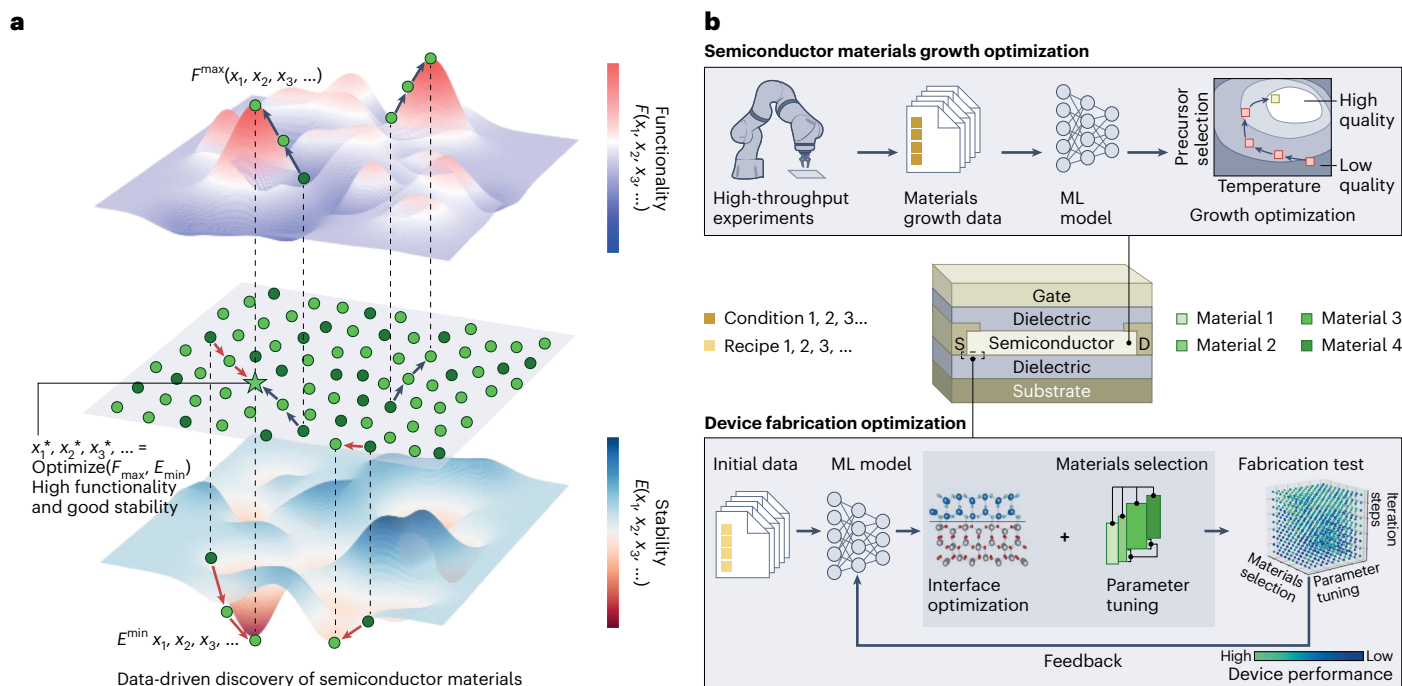 a
F^max(x₁, x₂, x₃, ...)
Functionality
F(x₁, x₂, x₃, ...)
x₁*, x₂*, x₃*, ... =
Optimize(F_max, E_min)
High functionality
and good stability
Stability
E(x₁, x₂, x₃, ...)
E^min x₁, x₂, x₃, ...
Data-driven discovery of semiconductor materials
b
Semiconductor materials growth optimization
High-throughput
experiments
Materials
growth data
ML
model
Precursor
selection
Temperature
High
quality
Low
quality
Growth optimization
Condition 1, 2, 3...
Recipe 1, 2, 3, ...
Gate
Dielectric
S
Semiconductor
D
Dielectric
Substrate
Material 1
Material 2
Material 3
Material 4
Device fabrication optimization
Initial data
ML model
Materials selection
Fabrication test
Interface
optimization
+
Parameter
tuning
Materials
selection
Parameter
tuning
Iteration
steps
Feedback
High
Low
Device performance